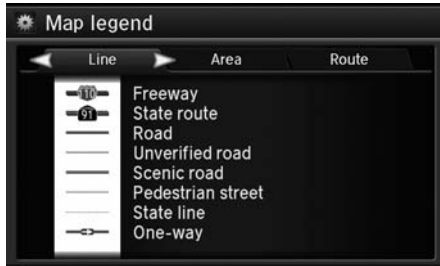 Map legend
Line Area Route
110 Freeway
91 State route
Road
Unverified road
Scenic road
Pedestrian street
State line
One-way